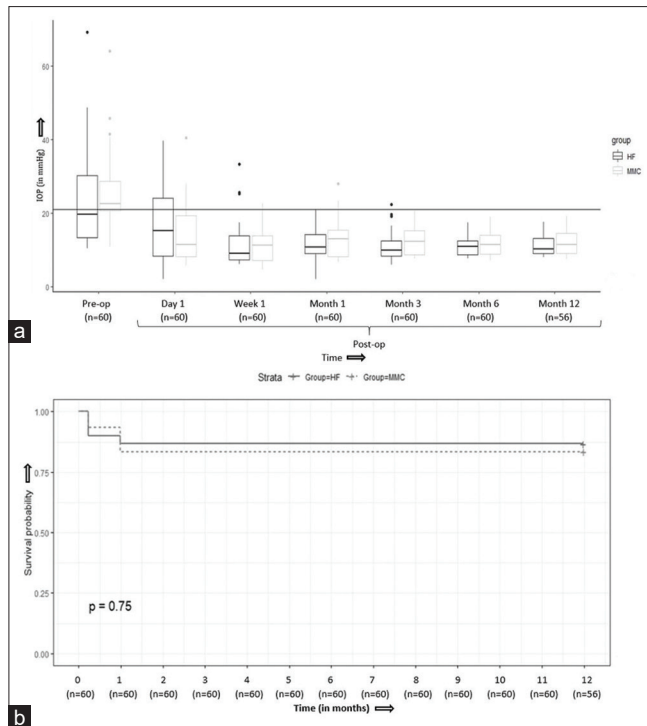 60
40
20
0
IOP (in mmHg)
group
HF
MMC
Pre-op Day 1 Week 1 Month 1 Month 3 Month 6 Month 12
(n=60) (n=60) (n=60) (n=60) (n=60) (n=60) (n=56)
Post-op
Time
a
Strata Group=HF Group=MMC
1.00
0.75
0.50
0.25
0.00
Survival probability
p = 0.75
0 1 2 3 4 5 6 7 8 9 10 11 12
(n=60) (n=60) (n=60) (n=60) (n=60) (n=60) (n=60) (n=60) (n=60) (n=60) (n=60) (n=60) (n=56)
Time (in months)
b